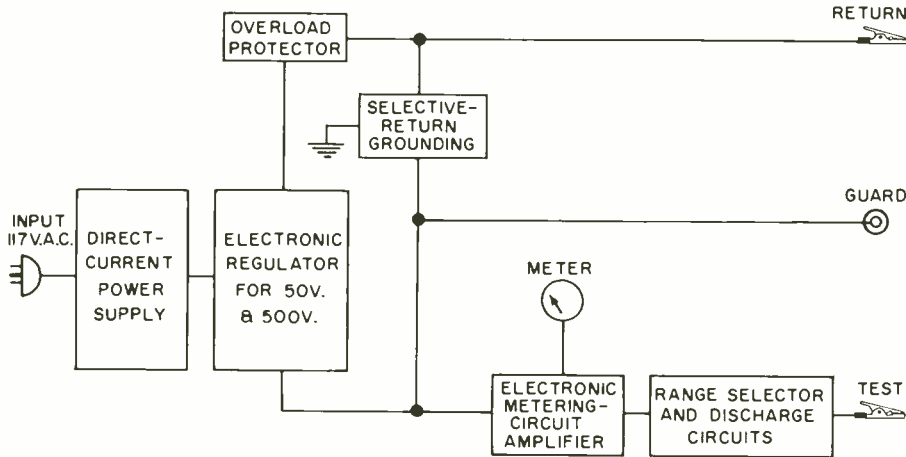 OVERLOAD
PROTECTOR
RETURN
SELECTIVE-
RETURN
GROUNDING
INPUT
117V.A.C.
DIRECT-
CURRENT
POWER
SUPPLY
ELECTRONIC
REGULATOR
FOR 50V.
& 500V.
GUARD
METER
ELECTRONIC
METERING-
CIRCUIT
AMPLIFIER
RANGE SELECTOR
AND DISCHARGE
CIRCUITS
TEST